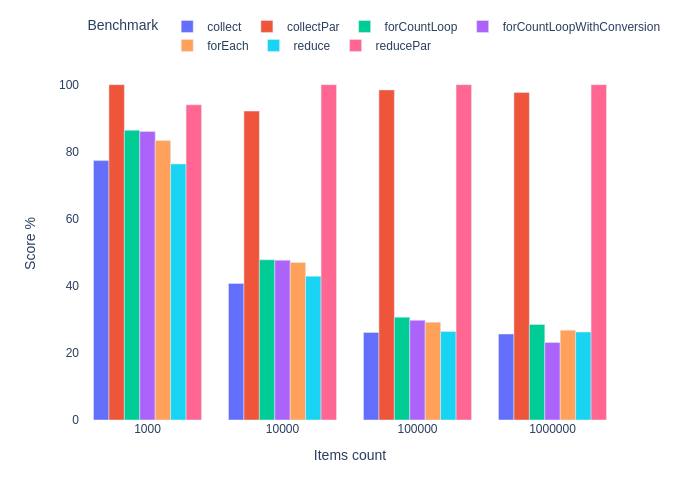 Benchmark collect collectPar forCountLoop forCountLoopWithConversion
forEach reduce reducePar
100
80
60
40
20
0
Score %
1000 10000 100000 1000000
Items count